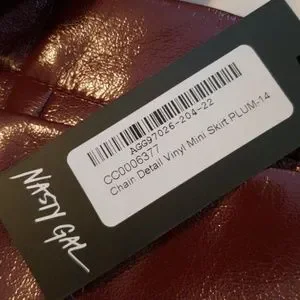 AGG97026-204-22
CC0006377
Chain Detail Vinyl Mini Skirt PLUM-14
NASTY GAL